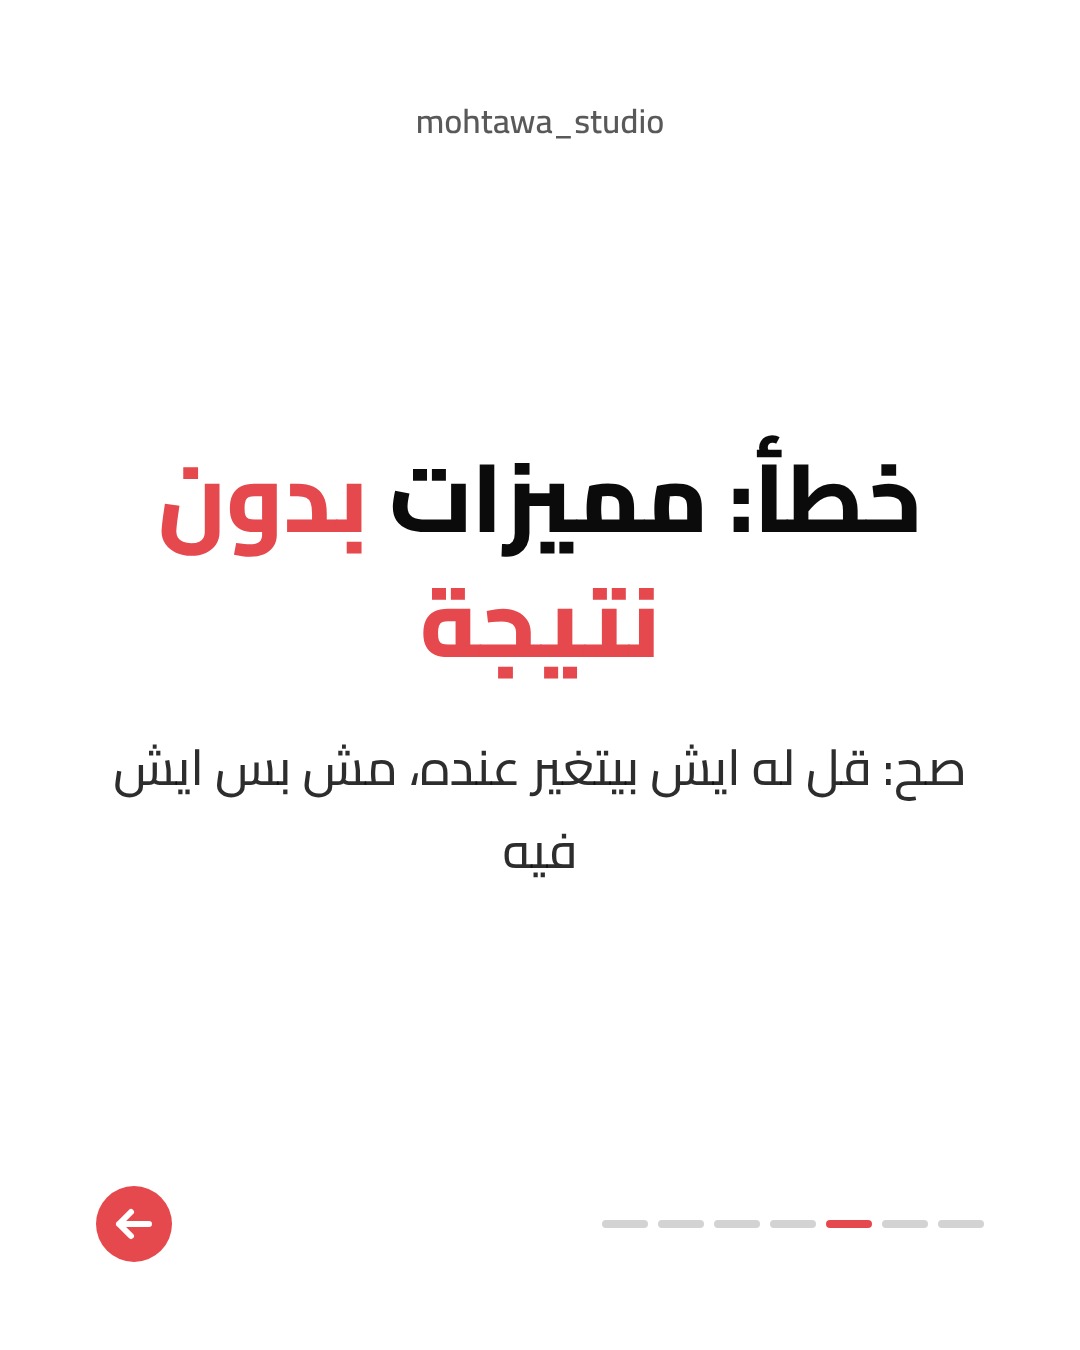 mohtawa_studio
خطأ: مميزات بدون
نتيجة
صح: قل له ايش بيتغير عنده، مش بس ايش
فيه